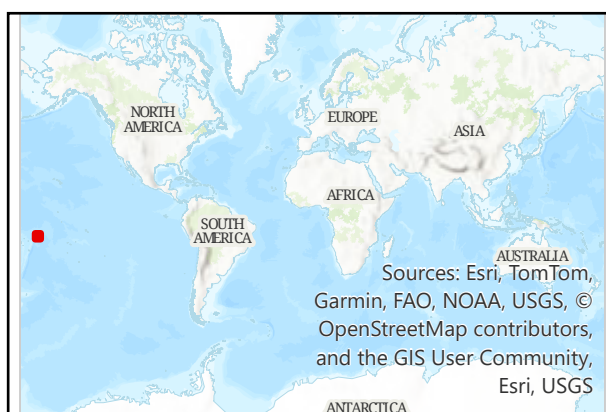 NORTH
AMERICA
EUROPE
ASIA
AFRICA
SOUTH
AMERICA
AUSTRALIA
Sources: Esri, TomTom,
Garmin, FAO, NOAA, USGS, ©
OpenStreetMap contributors,
and the GIS User Community,
Esri, USGS
ANTARCTICA